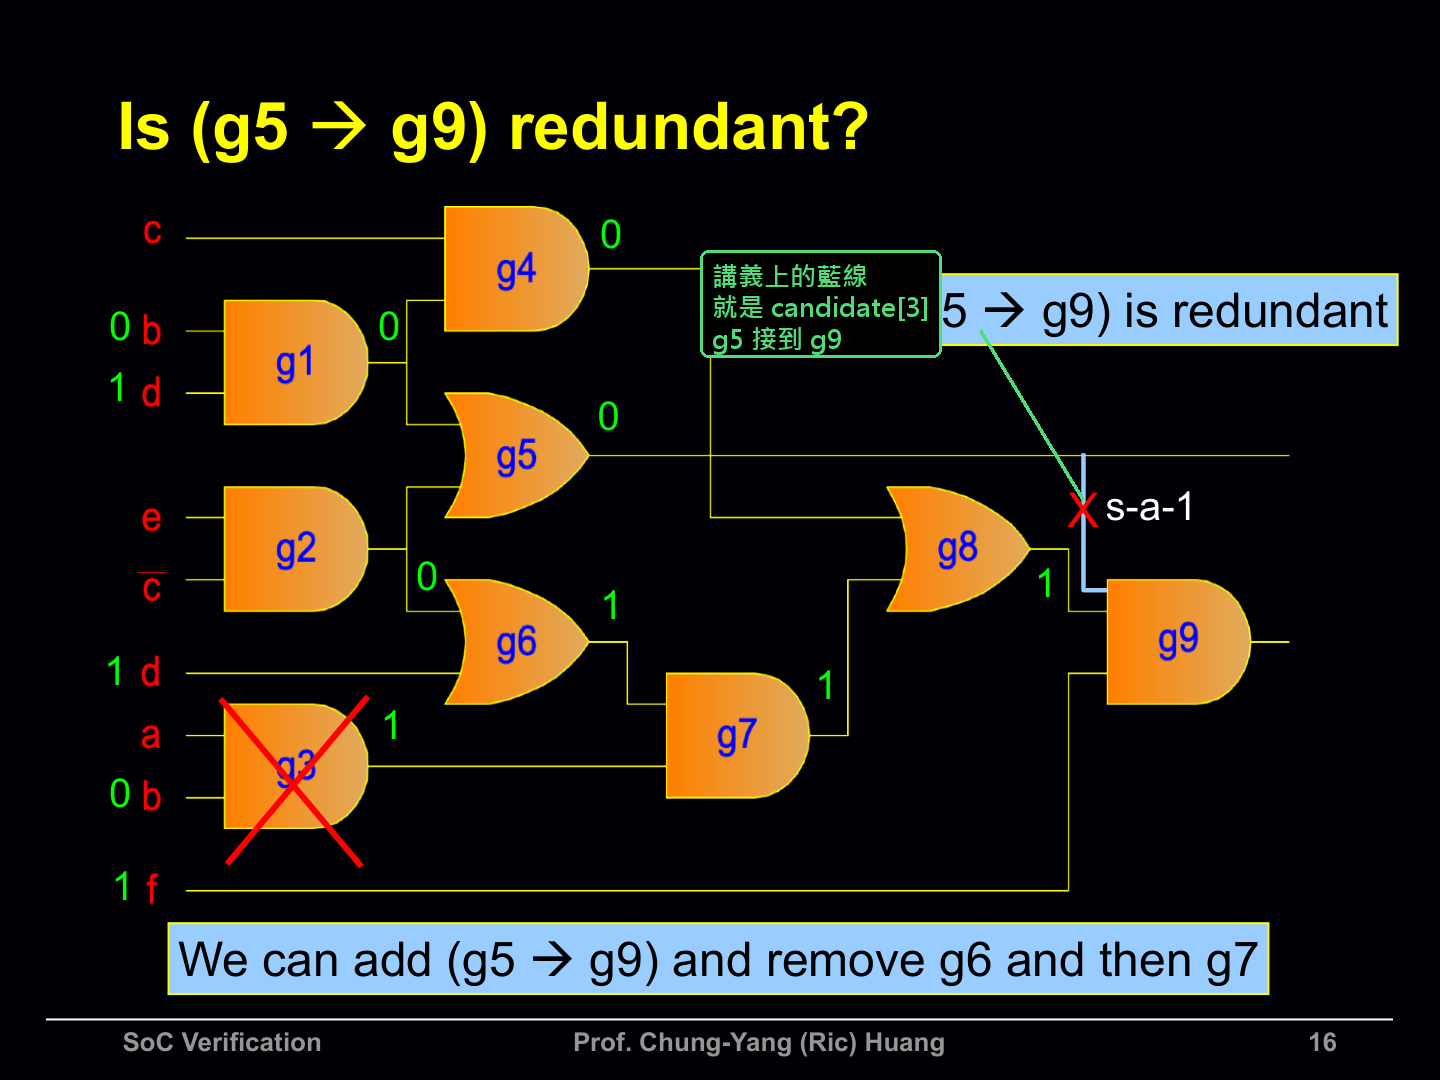 Is (g5 → g9) redundant?
c
g4
0
講義上的藍線
就是 candidate[3]
g5 接到 g9
5 → g9) is redundant
0 b
0
g1
1 d
g5
0
e
g2
c̅
0
g6
1
g8
1
X s-a-1
g9
1 d
g7
1
a
g3
1
0 b
1 f
We can add (g5 → g9) and remove g6 and then g7
SoC Verification
Prof. Chung-Yang (Ric) Huang
16